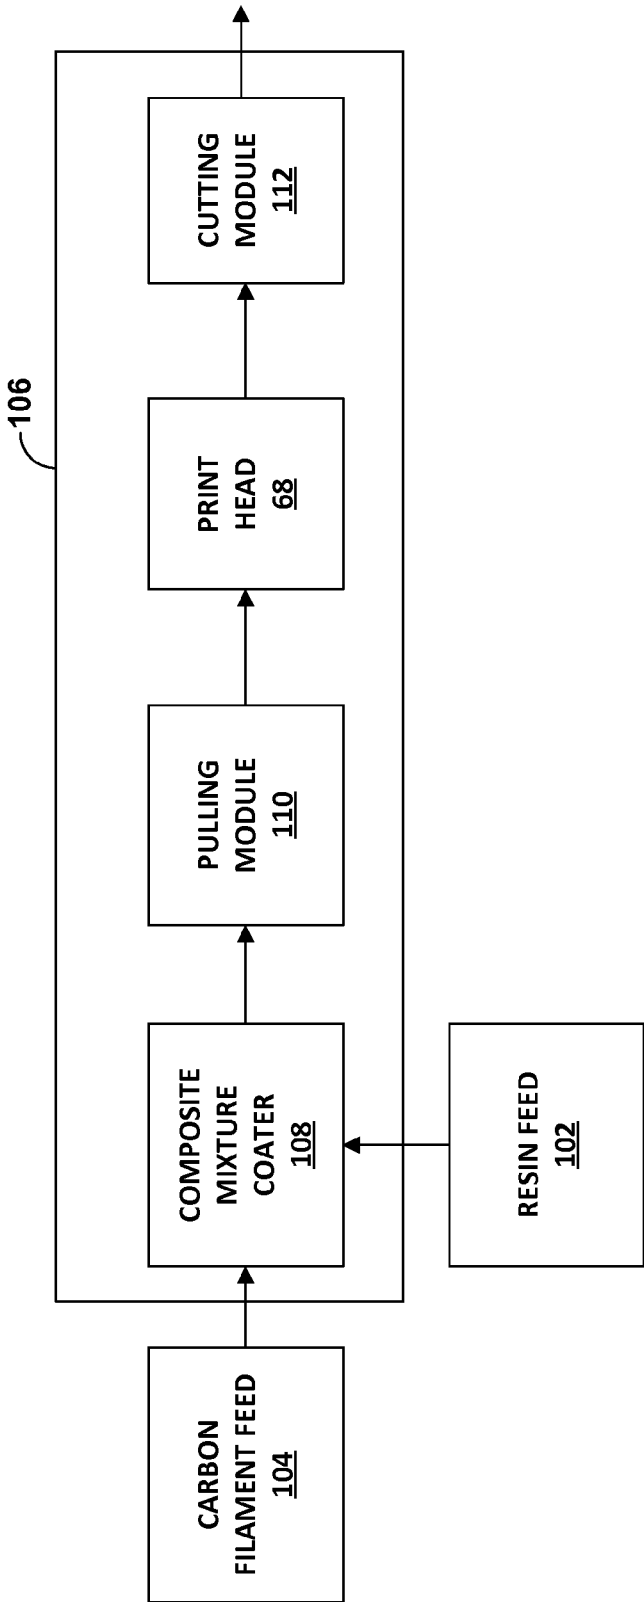 106
CARBON
FILAMENT FEED
104
COMPOSITE
MIXTURE
COATER
108
PULLING
MODULE
110
PRINT
HEAD
68
CUTTING
MODULE
112
RESIN FEED
102